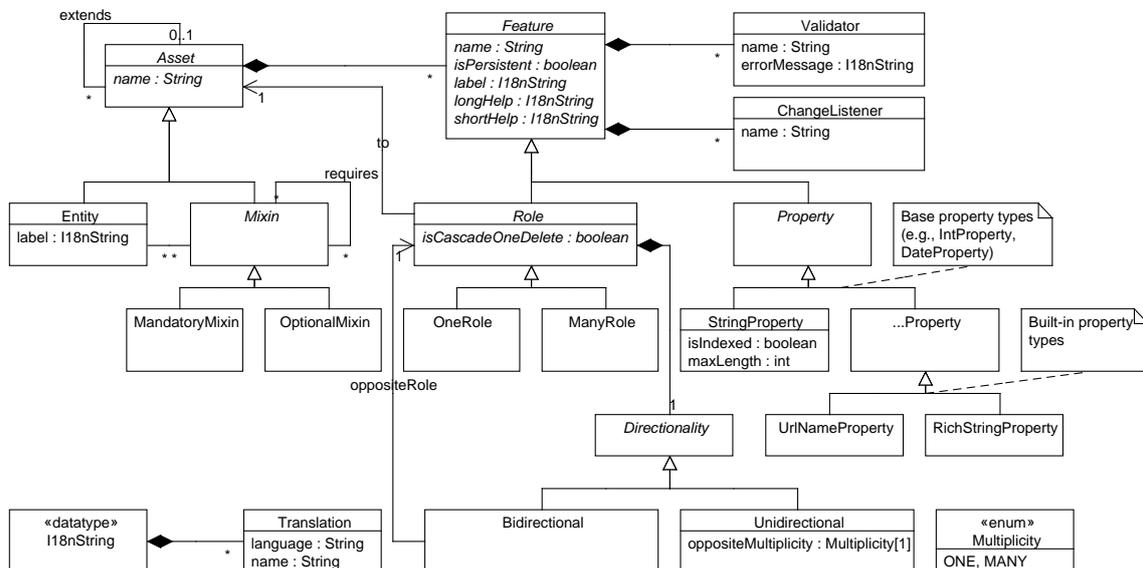 extends
0..1
Asset
name : String
*
1
Feature
name : String
isPersistent : boolean
label : I18nString
longHelp : I18nString
shortHelp : I18nString
*
Validator
name : String
errorMessage : I18nString
*
ChangeListener
name : String
*
to
requires
*
*
Entity
label : I18nString
* *
Mixin
Role
isCascadeOneDelete : boolean
1
Property
Base property types
(e.g., IntProperty,
DateProperty)
MandatoryMixin
OptionalMixin
OneRole
ManyRole
StringProperty
isIndexed : boolean
maxLength : int
...Property
Built-in property
types
oppositeRole
1
Directionality
UrlNameProperty
RichStringProperty
«datatype»
I18nString
*
Translation
language : String
name : String
Bidirectional
Unidirectional
oppositeMultiplicity : Multiplicity[1]
«enum»
Multiplicity
ONE, MANY